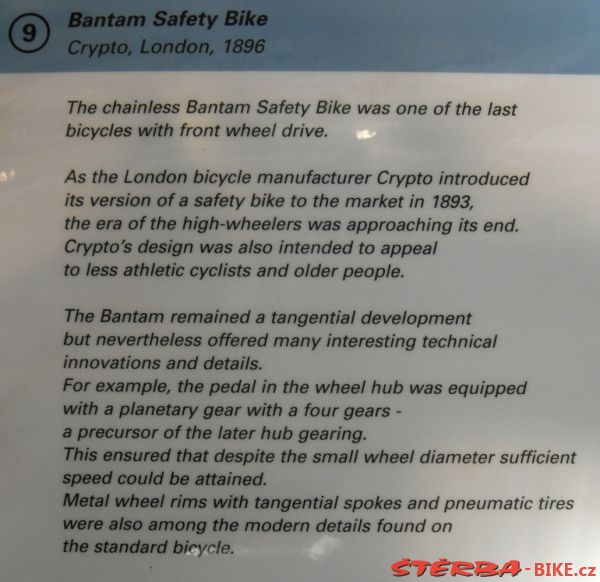 9
Bantam Safety Bike
Crypto, London, 1896
The chainless Bantam Safety Bike was one of the last
bicycles with front wheel drive.
As the London bicycle manufacturer Crypto introduced
its version of a safety bike to the market in 1893,
the era of the high-wheelers was approaching its end.
Crypto's design was also intended to appeal
to less athletic cyclists and older people.
The Bantam remained a tangential development
but nevertheless offered many interesting technical
innovations and details.
For example, the pedal in the wheel hub was equipped
with a planetary gear with a four gears -
a precursor of the later hub gearing.
This ensured that despite the small wheel diameter sufficient
speed could be attained.
Metal wheel rims with tangential spokes and pneumatic tires
were also among the modern details found on
the standard bicycle.
ŠTĚRBA-BIKE.cz